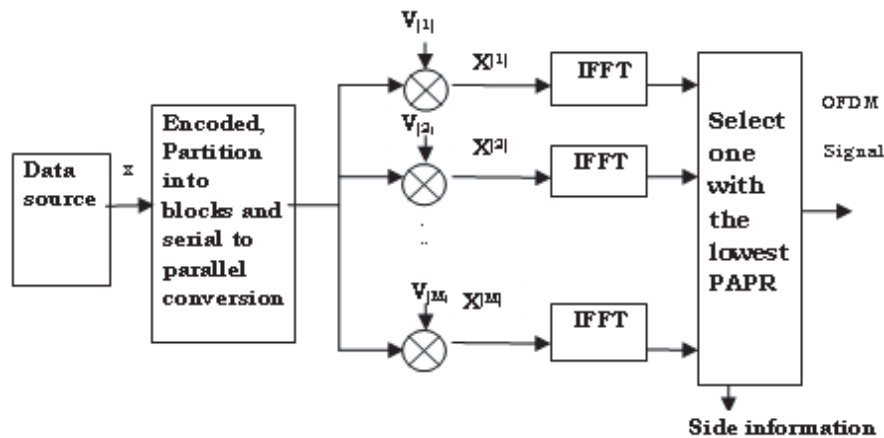 V|1|
X|1|
IFFT
V|2|
X|2|
IFFT
V|M|
X|M|
IFFT
Data
source
x
Encoded,
Partition
into
blocks and
serial to
parallel
conversion
..
Select
one
with
the
lowest
PAPR
OFDM
Signal
Side information